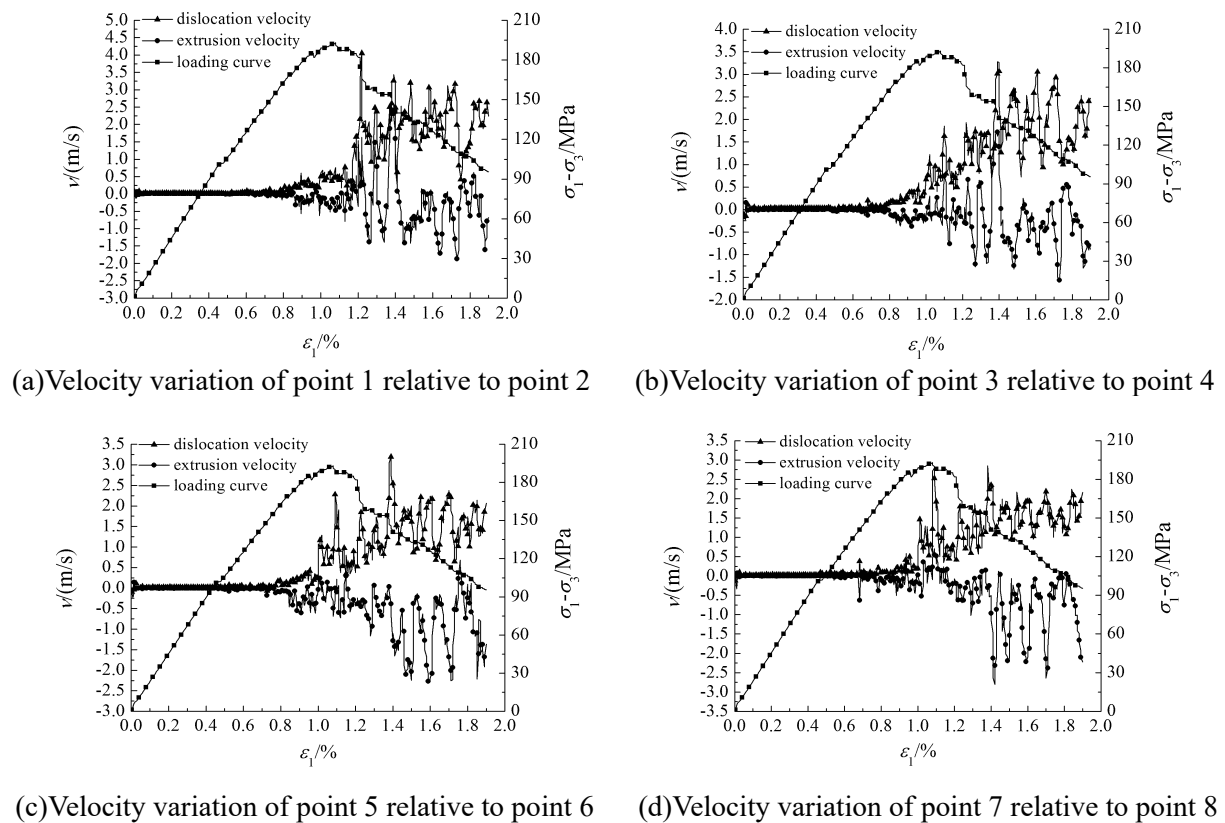 dislocation velocity
extrusion velocity
loading curve
5.0
4.5
4.0
3.5
3.0
2.5
2.0
1.5
1.0
0.5
0.0
-0.5
-1.0
-1.5
-2.0
-2.5
-3.0
v/(m/s)
210
180
150
120
90
60
30
0
σ1-σ3/MPa
0.0 0.2 0.4 0.6 0.8 1.0 1.2 1.4 1.6 1.8 2.0
ε1/%
(a)Velocity variation of point 1 relative to point 2
dislocation velocity
extrusion velocity
loading curve
4.5
4.0
3.5
3.0
2.5
2.0
1.5
1.0
0.5
0.0
-0.5
-1.0
-1.5
-2.0
v/(m/s)
210
180
150
120
90
60
30
0
σ1-σ3/MPa
0.0 0.2 0.4 0.6 0.8 1.0 1.2 1.4 1.6 1.8 2.0
ε1/%
(b)Velocity variation of point 3 relative to point 4
dislocation velocity
extrusion velocity
loading curve
3.5
3.0
2.5
2.0
1.5
1.0
0.5
0.0
-0.5
-1.0
-1.5
-2.0
-2.5
-3.0
v/(m/s)
210
180
150
120
90
60
30
0
σ1-σ3/MPa
0.0 0.2 0.4 0.6 0.8 1.0 1.2 1.4 1.6 1.8 2.0
ε1/%
(c)Velocity variation of point 5 relative to point 6
dislocation velocity
extrusion velocity
loading curve
3.5
3.0
2.5
2.0
1.5
1.0
0.5
0.0
-0.5
-1.0
-1.5
-2.0
-2.5
-3.0
-3.5
v/(m/s)
210
180
150
120
90
60
30
0
σ1-σ3/MPa
0.0 0.2 0.4 0.6 0.8 1.0 1.2 1.4 1.6 1.8 2.0
ε1/%
(d)Velocity variation of point 7 relative to point 8